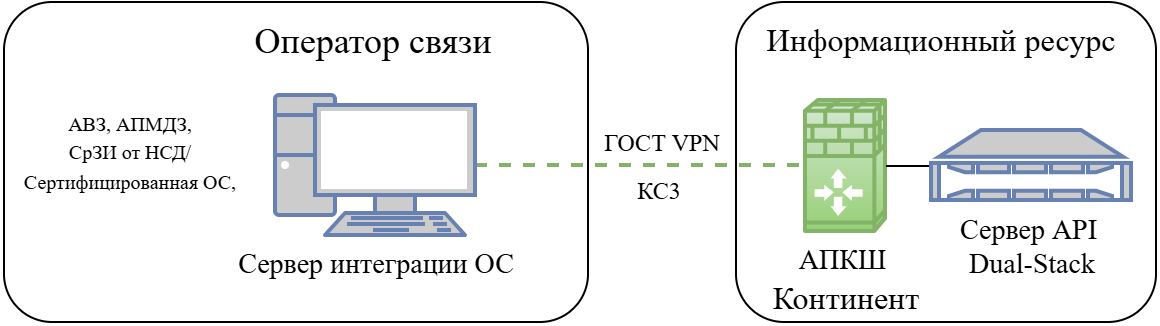 Оператор связи
АВЗ, АПМДЗ,
СрЗИ от НСД/
Сертифицированная ОС,
Сервер интеграции ОС
ГОСТ VPN
КС3
Информационный ресурс
АПКШ
Континент
Сервер API
Dual-Stack